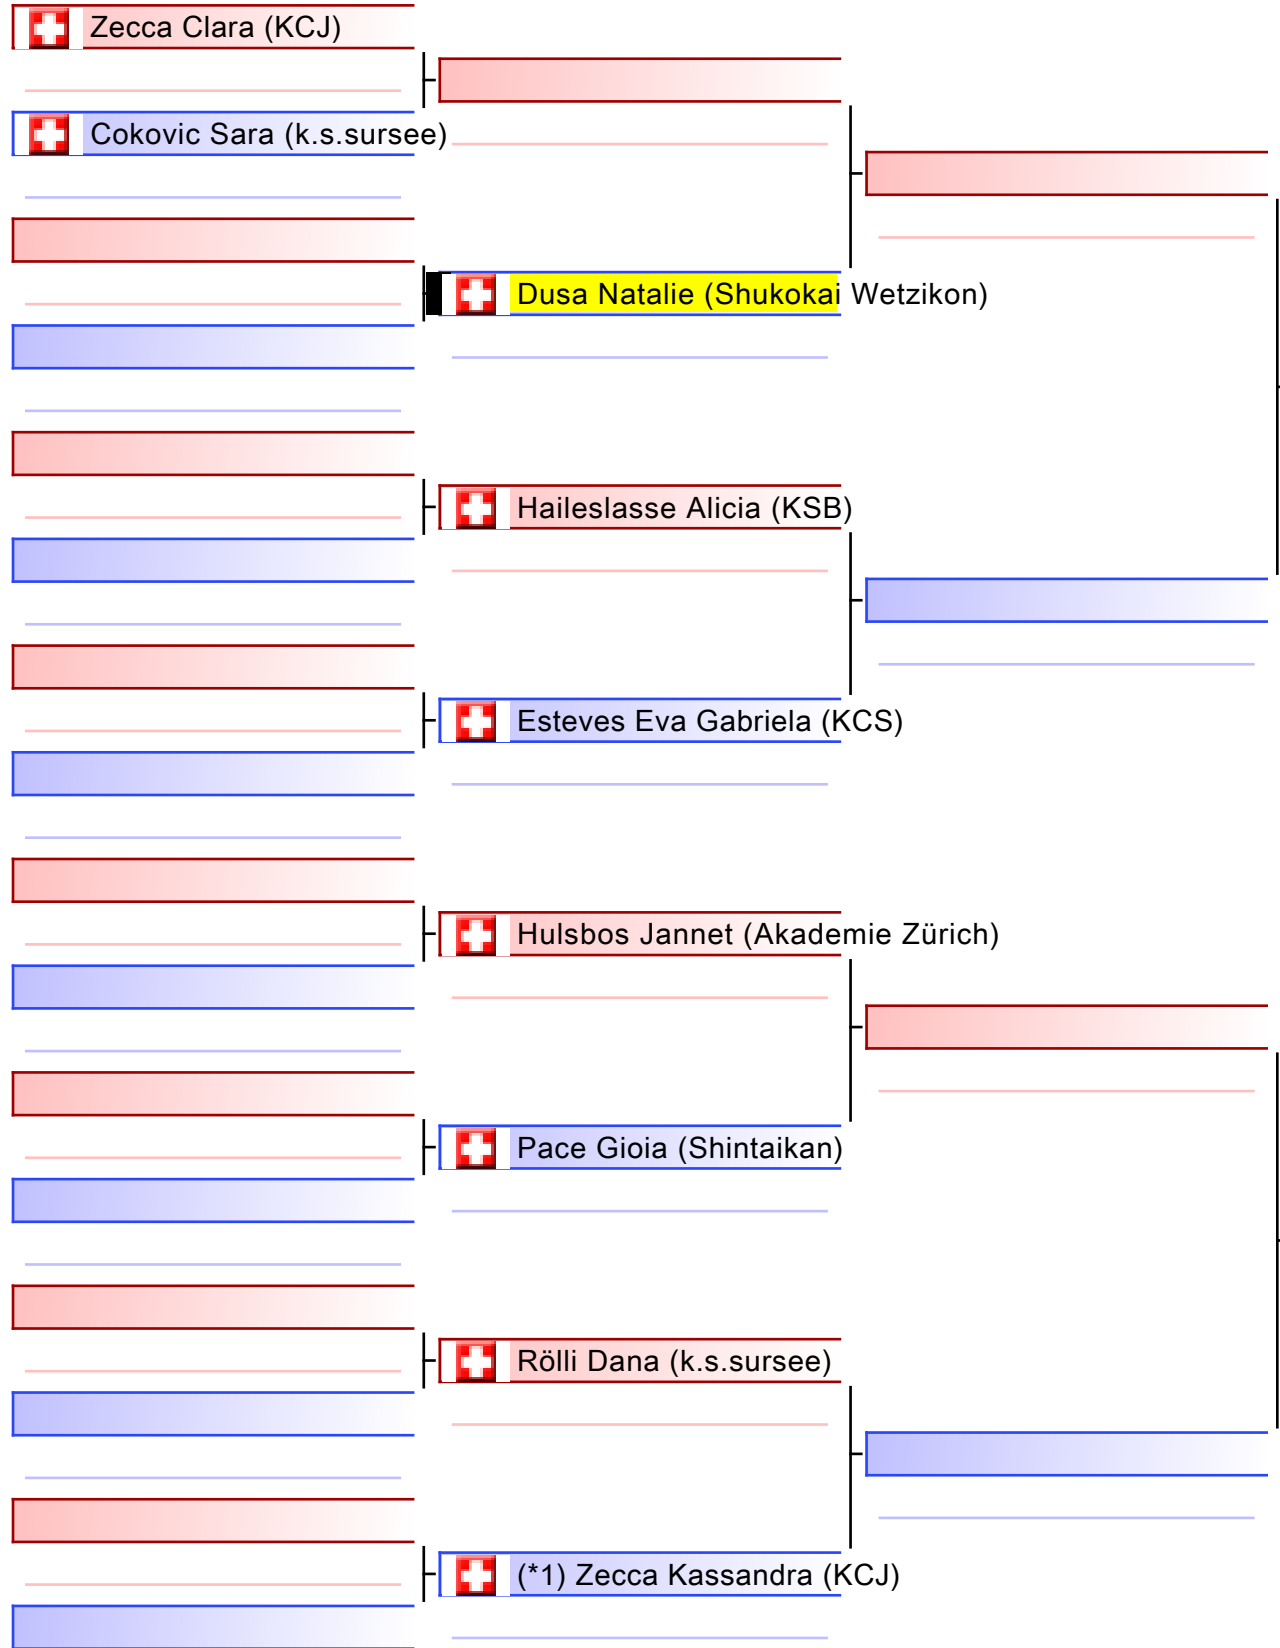 Zecca Clara (KCJ)
Cokovic Sara (k.s.sursee)
Dusa Natalie (Shukokai Wetzikon)
Haileslasse Alicia (KSB)
Esteves Eva Gabriela (KCS)
Hulsbos Jannet (Akademie Zürich)
Pace Gioia (Shintaikan)
Rölli Dana (k.s.sursee)
(*1) Zecca Kassandra (KCJ)